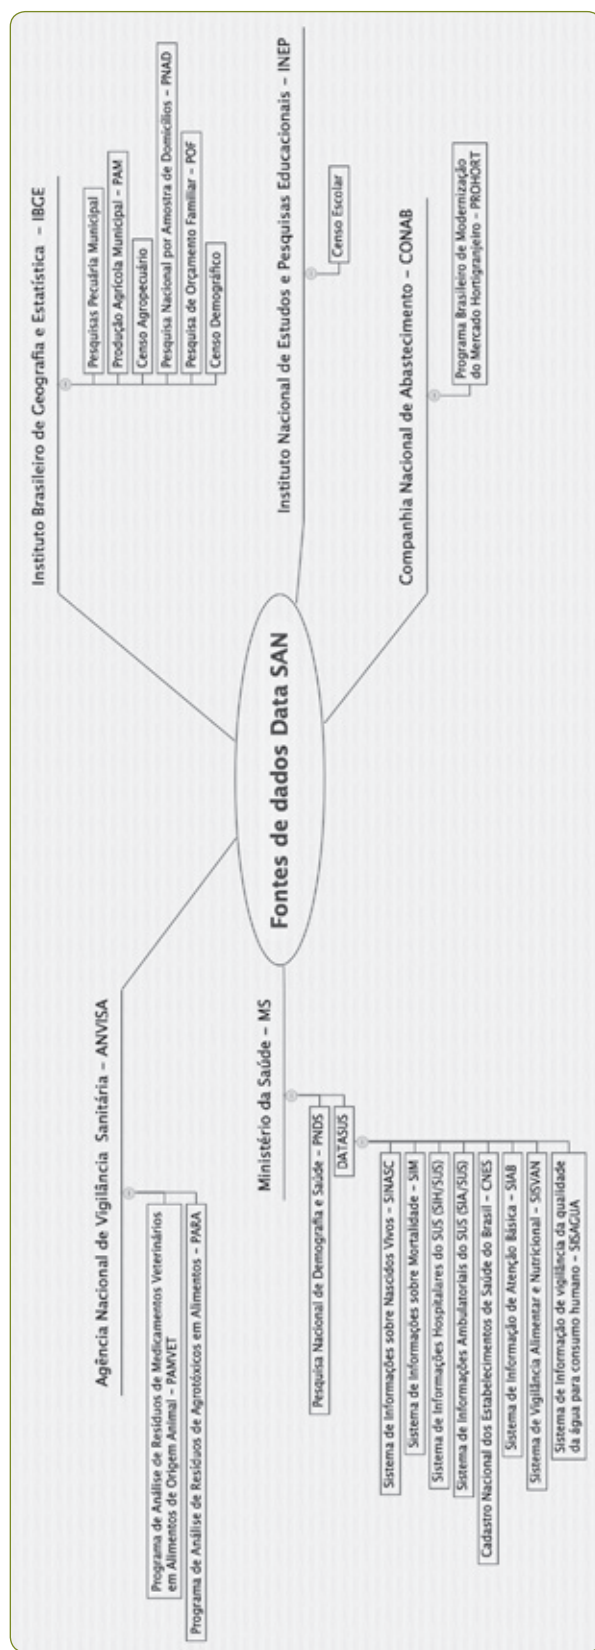 Fontes de dados Data SAN
Agência Nacional de Vigilância Sanitária – ANVISA
Programa de Análise de Resíduos de Medicamentos Veterinários
em Alimentos de Origem Animal – PAMVET
Programa de Análise de Resíduos de Agrotóxicos em Alimentos – PARA
Ministério da Saúde – MS
Pesquisa Nacional de Demografia e Saúde – PNDS
DATASUS
Sistema de Informações sobre Nascidos Vivos – SINASC
Sistema de Informações sobre Mortalidade – SIM
Sistema de Informações Hospitalares do SUS (SIH/SUS)
Sistema de Informações Ambulatoriais do SUS (SIA/SUS)
Cadastro Nacional dos Estabelecimentos de Saúde do Brasil – CNES
Sistema de Informação de Atenção Básica – SIAB
Sistema de Vigilância Alimentar e Nutricional – SISVAN
Sistema de Informação de vigilância da qualidade
da água para consumo humano – SISAGUA
Instituto Brasileiro de Geografia e Estatística – IBGE
Pesquisas Pecuária Municipal
Produção Agrícola Municipal – PAM
Censo Agropecuário
Pesquisa Nacional por Amostra de Domicílios – PNAD
Pesquisa de Orçamento Familiar – POF
Censo Demográfico
Instituto Nacional de Estudos e Pesquisas Educacionais – INEP
Censo Escolar
Companhia Nacional de Abastecimento – CONAB
Programa Brasileiro de Modernização
do Mercado Hortigranjeiro – PROHORT